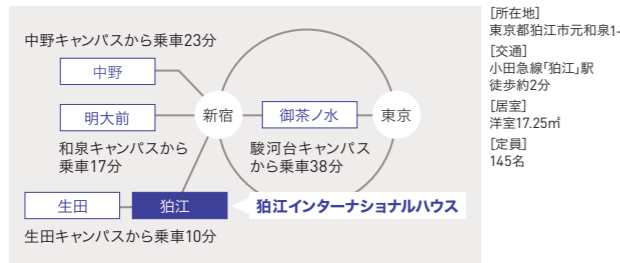 中野キャンパスから乗車23分
中野
明大前
新宿
御茶ノ水
東京
和泉キャンパスから
乗車17分
駿河台キャンパス
から乗車38分
生田
狛江
狛江インターナショナルハウス
生田キャンパスから乗車10分
[所在地]
東京都狛江市元和泉1-
[交通]
小田急線「狛江」駅
徒歩約2分
[居室]
洋室17.25㎡
[定員]
145名